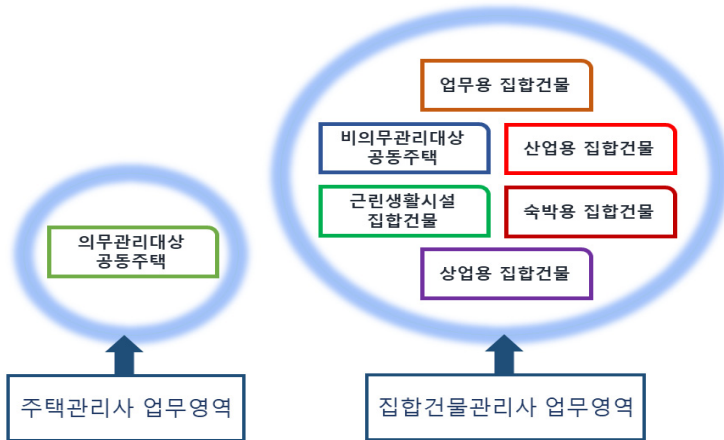 업무용 집합건물
비의무관리대상
공동주택
산업용 집합건물
근린생활시설
집합건물
숙박용 집합건물
상업용 집합건물
의무관리대상
공동주택
주택관리사 업무영역
집합건물관리사 업무영역